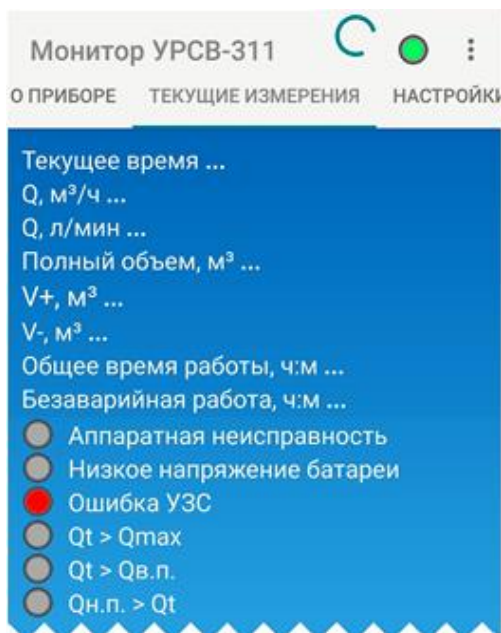 Монитор УРСВ-311
О ПРИБОРЕ ТЕКУЩИЕ ИЗМЕРЕНИЯ НАСТРОЙКИ
Текущее время ...
Q, м³/ч ...
Q, л/мин ...
Полный объем, м³ ...
V+, м³ ...
V-, м³ ...
Общее время работы, ч:м ...
Безаварийная работа, ч:м ...
Аппаратная неисправность
Низкое напряжение батареи
Ошибка УЗС
Qt > Qmax
Qt > Qв.п.
Qн.п. > Qt